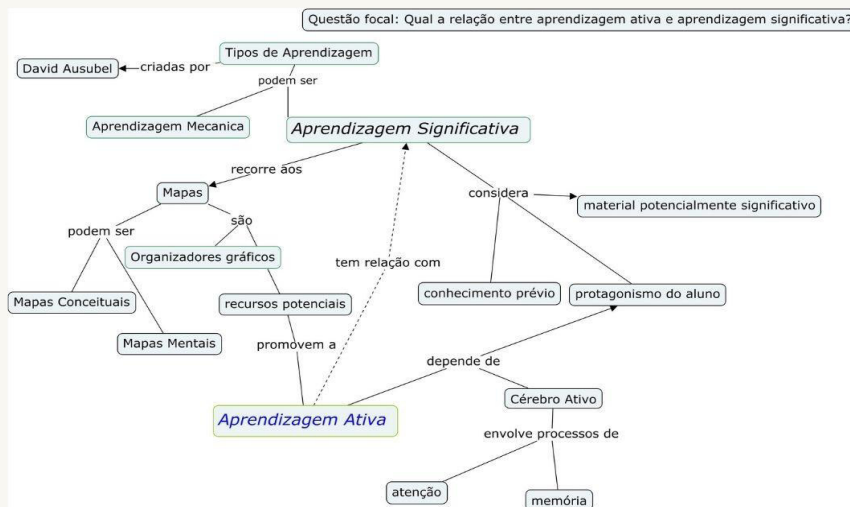 Questão focal: Qual a relação entre aprendizagem ativa e aprendizagem significativa?
Tipos de Aprendizagem
David Ausubel
criadas por
podem ser
Aprendizagem Mecanica
Aprendizagem Significativa
recorre aos
Mapas
considera
material potencialmente significativo
podem ser
são
Organizadores gráficos
tem relação com
conhecimento prévio
protagonismo do aluno
Mapas Conceituais
recursos potenciais
Mapas Mentais
promovem a
depende de
Cérebro Ativo
Aprendizagem Ativa
envolve processos de
atenção
memória